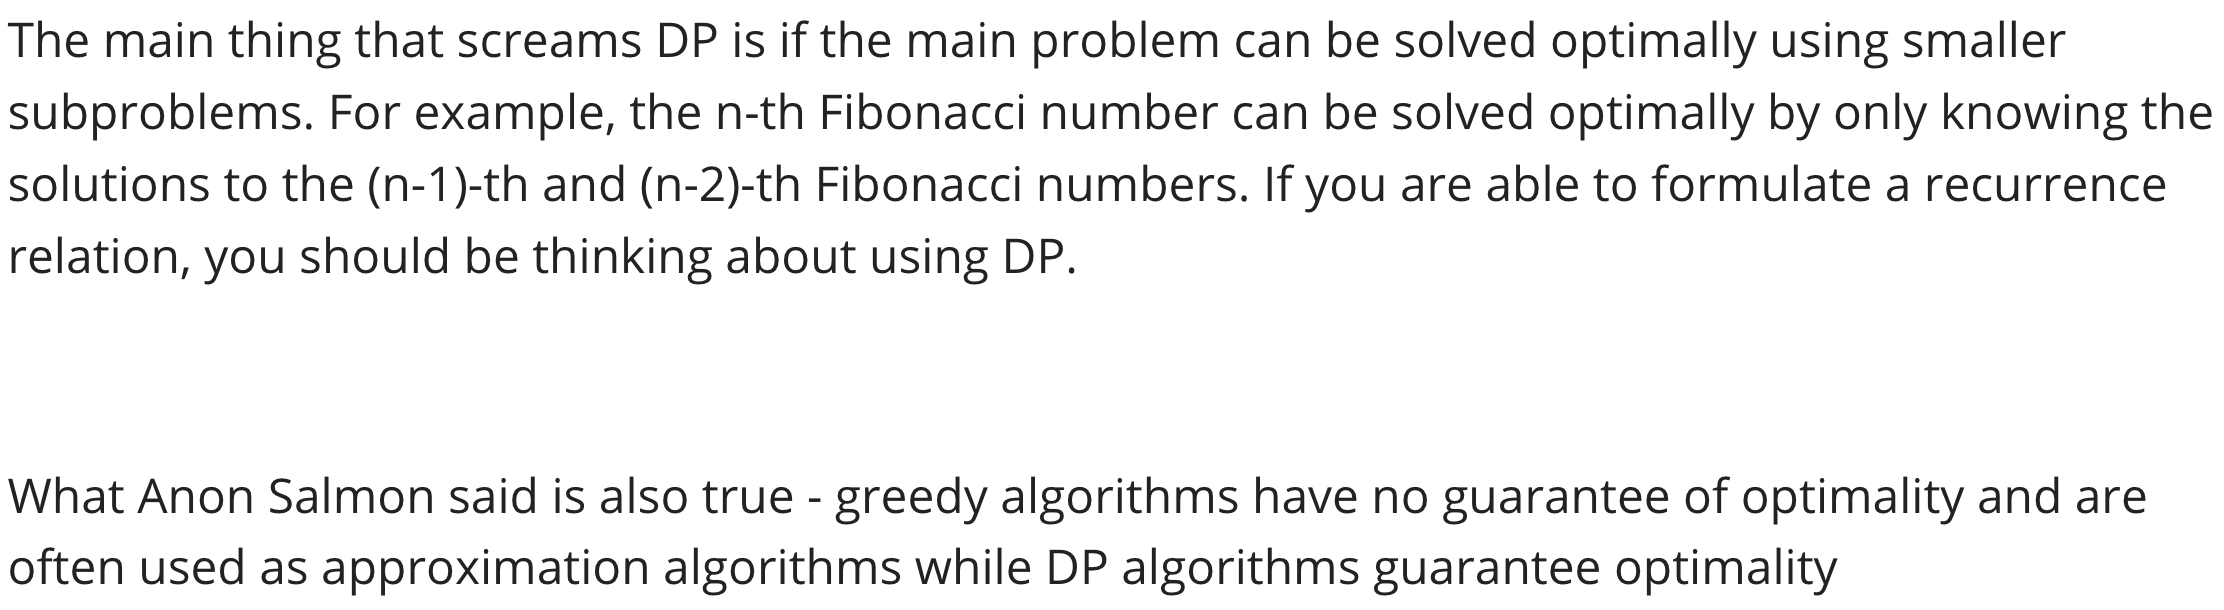 The main thing that screams DP is if the main problem can be solved optimally using smaller
subproblems. For example, the n-th Fibonacci number can be solved optimally by only knowing the
solutions to the (n-1)-th and (n-2)-th Fibonacci numbers. If you are able to formulate a recurrence
relation, you should be thinking about using DP.
What Anon Salmon said is also true - greedy algorithms have no guarantee of optimality and are
often used as approximation algorithms while DP algorithms guarantee optimality